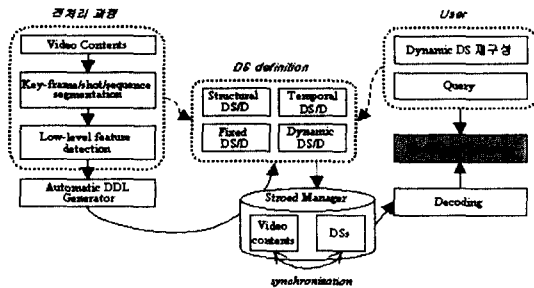 전처리 과정
Video Contents
Key-frame/shot/sequence
segmentation
Low-level feature
detection
Automatic DDL
Generator
DS definition
Structural
DS/D
Temporal
DS/D
Fixed
DS/D
Dynamic
DS/D
Stroed Manager
Video
contents
DSs
synchronization
User
Dynamic DS 재구성
Query
Decoding